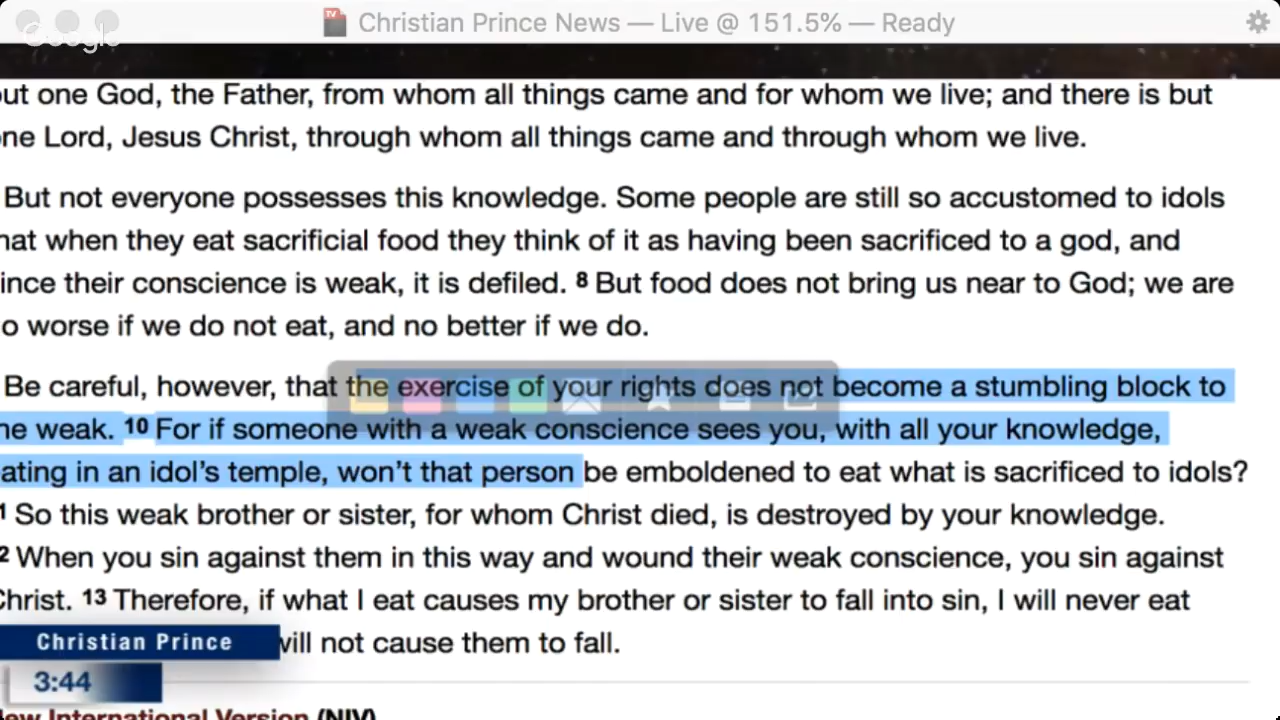 TV Christian Prince News — Live @ 151.5% — Ready
Google
out one God, the Father, from whom all things came and for whom we live; and there is but
ne Lord, Jesus Christ, through whom all things came and through whom we live.
But not everyone possesses this knowledge. Some people are still so accustomed to idols
hat when they eat sacrificial food they think of it as having been sacrificed to a god, and
ince their conscience is weak, it is defiled. 8 But food does not bring us near to God; we are
o worse if we do not eat, and no better if we do.
Be careful, however, that the exercise of your rights does not become a stumbling block to
he weak. 10 For if someone with a weak conscience sees you, with all your knowledge,
ating in an idol’s temple, won’t that person be emboldened to eat what is sacrificed to idols?
1 So this weak brother or sister, for whom Christ died, is destroyed by your knowledge.
2 When you sin against them in this way and wound their weak conscience, you sin against
Christ. 13 Therefore, if what I eat causes my brother or sister to fall into sin, I will never eat
will not cause them to fall.
Christian Prince
3:44
New International Version (NIV)